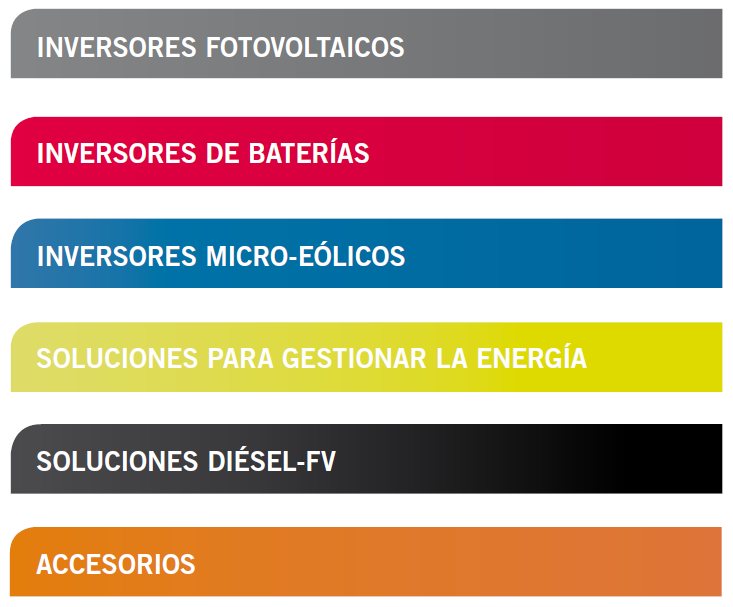 INVERSORES FOTOVOLTAICOS
INVERSORES DE BATERÍAS
INVERSORES MICRO-EÓLICOS
SOLUCIONES PARA GESTIONAR LA ENERGÍA
SOLUCIONES DIÉSEL-FV
ACCESORIOS